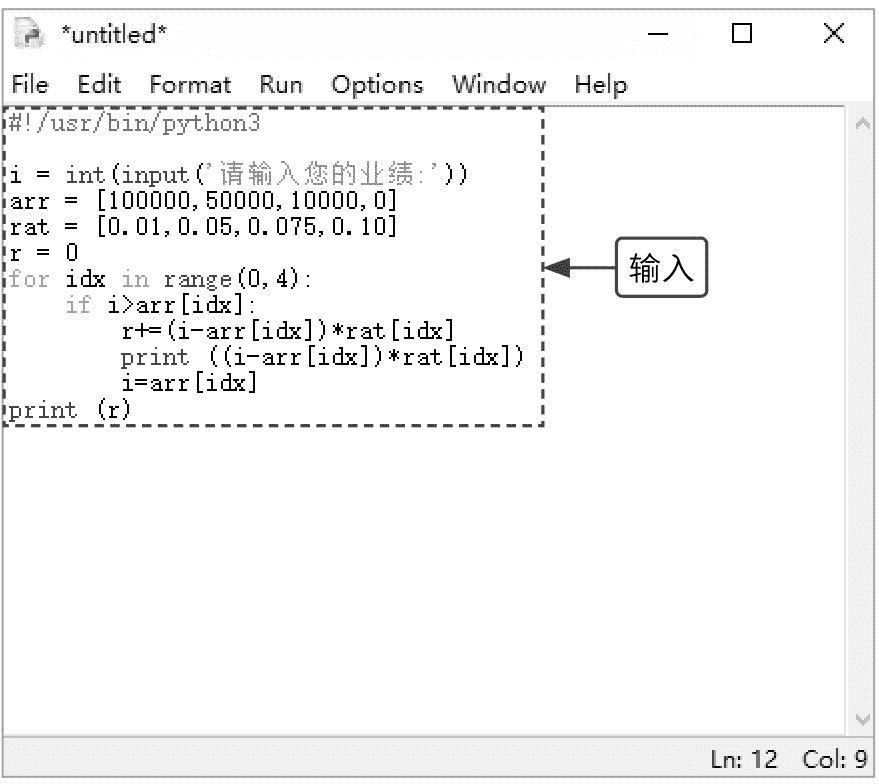 *untitled*
File Edit Format Run Options Window Help
#!/usr/bin/python3
i = int(input('请输入您的业绩:'))
arr = [100000,50000,10000,0]
rat = [0.01,0.05,0.075,0.10]
r = 0
for idx in range(0,4):
    if i>arr[idx]:
        r+=(i-arr[idx])*rat[idx]
        print ((i-arr[idx])*rat[idx])
        i=arr[idx]
print (r)
输入
Ln: 12 Col: 9